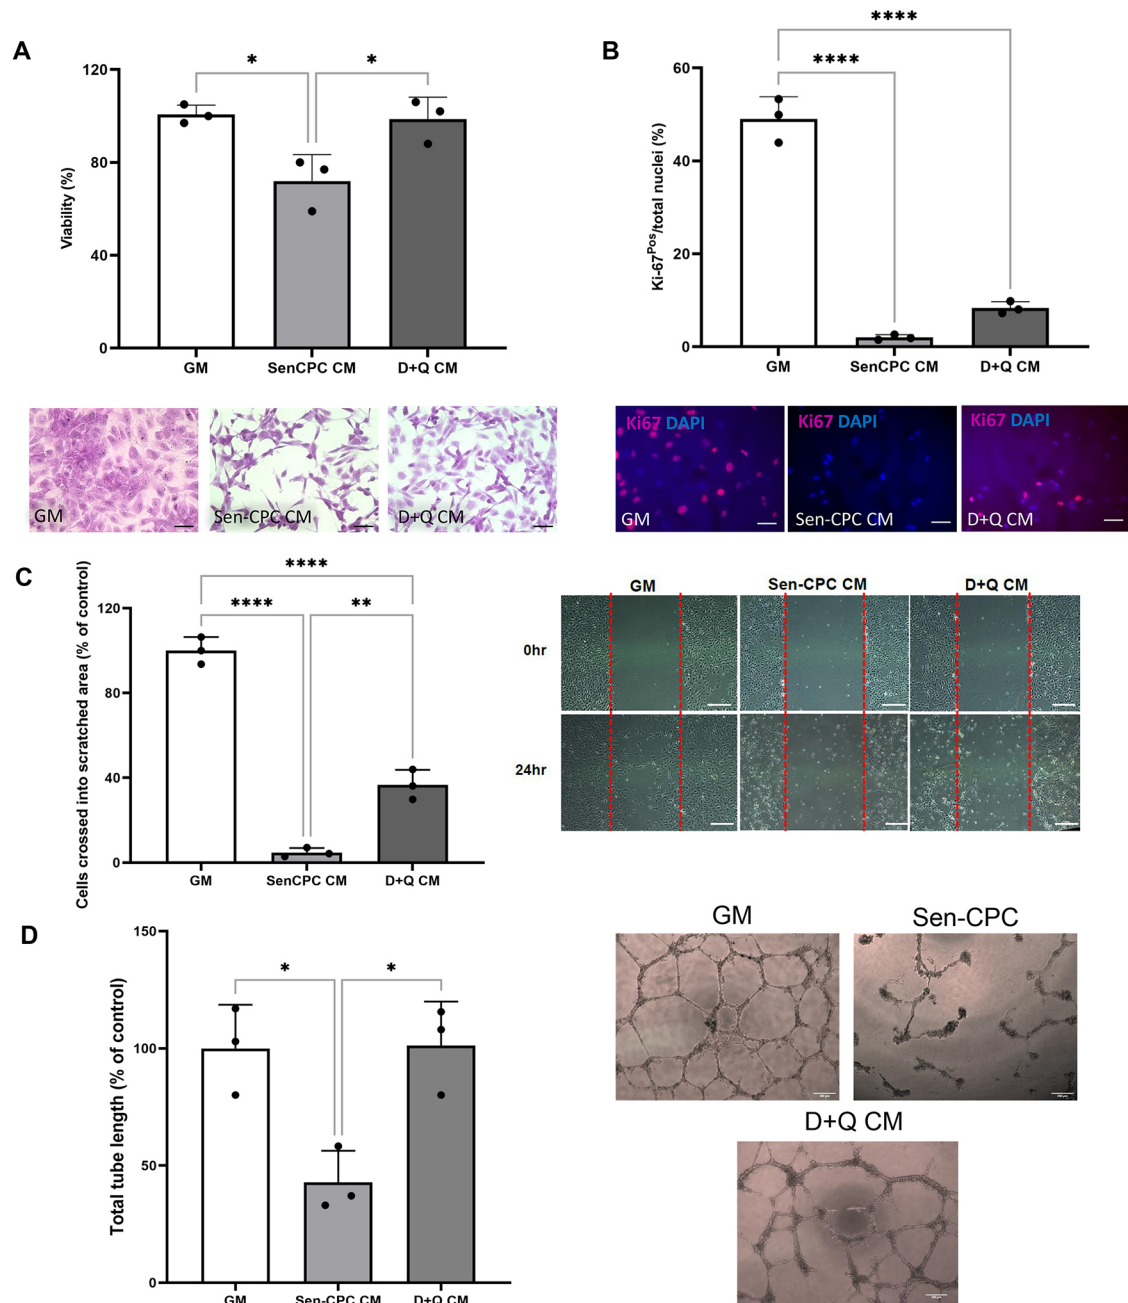 A
*
*
120
80
40
0
Viability (%)
GM
SenCPC CM
D+Q CM
GM
Sen-CPC CM
D+Q CM
B
****
****
60
40
20
0
Ki-67Pos/total nuclei (%)
GM
SenCPC CM
D+Q CM
Ki67 DAPI
GM
Ki67 DAPI
Sen-CPC CM
Ki67 DAPI
D+Q CM
C
****
****
**
120
80
40
0
Cells crossed into scratched area (% of control)
GM
SenCPC CM
D+Q CM
GM
Sen-CPC CM
D+Q CM
0hr
24hr
D
*
*
150
100
50
0
Total tube length (% of control)
GM
Sen-CPC CM
D+Q CM
GM
Sen-CPC
D+Q CM